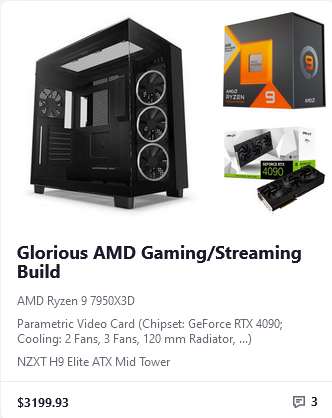 AMD
RYZEN
9
PNY
GEFORCE RTX
4090
Glorious AMD Gaming/Streaming
Build
AMD Ryzen 9 7950X3D
Parametric Video Card (Chipset: GeForce RTX 4090;
Cooling: 2 Fans, 3 Fans, 120 mm Radiator, ...)
NZXT H9 Elite ATX Mid Tower
$3199.93
3